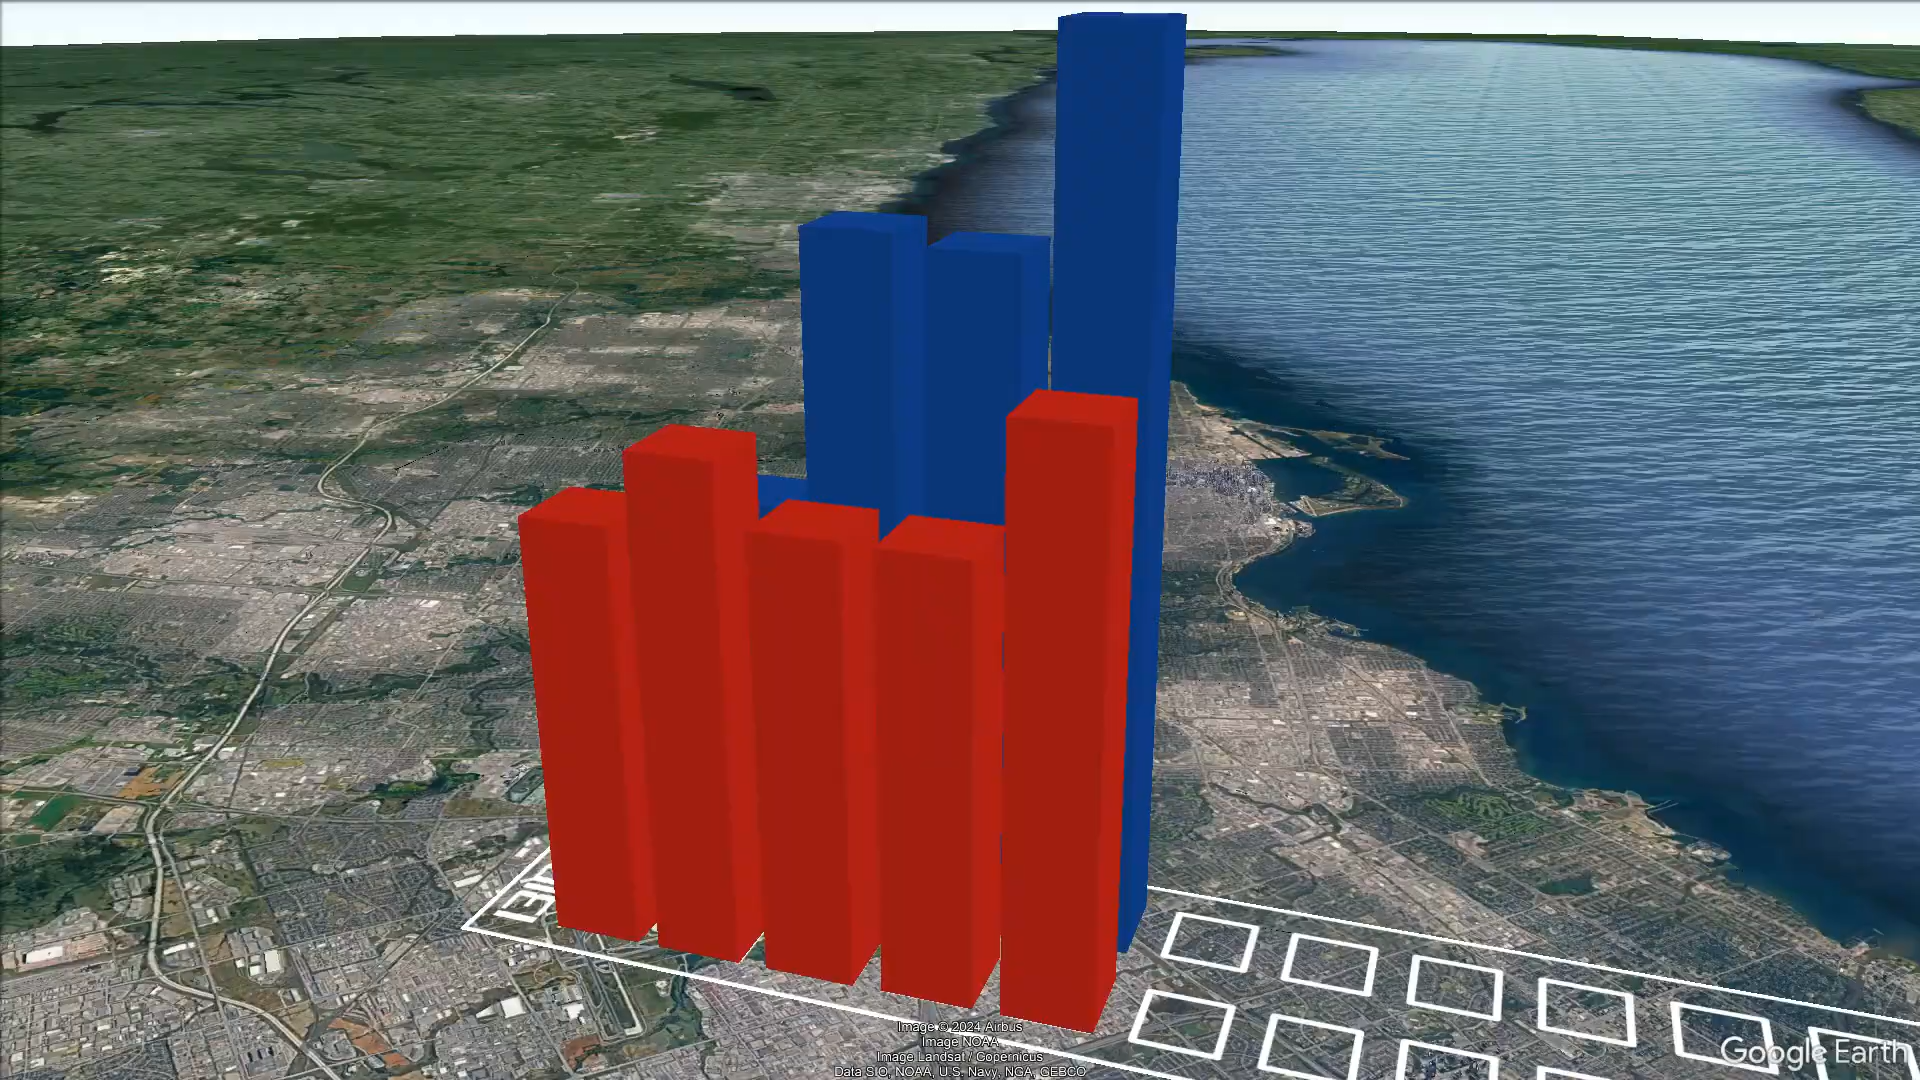 Image © 2024 Airbus
Image NOAA
Image Landsat / Copernicus
Data SIO, NOAA, U.S. Navy, NGA, GEBCO
Google Earth